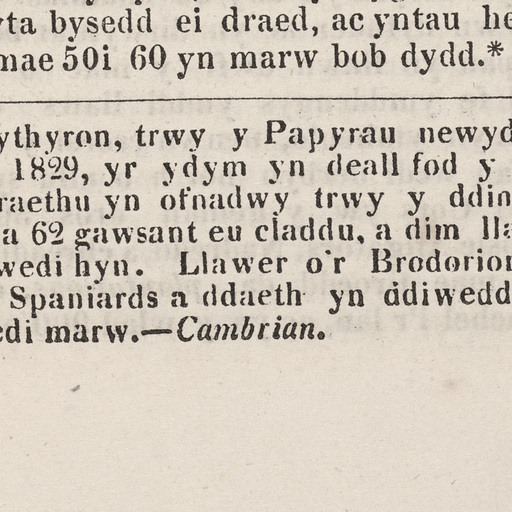 yta bysedd ei draed, ac yntau he
mae 50i 60 yn marw bob dydd.*
ythyron, trwy y Papyrau newyd
1829, yr ydym yn deall fod y
raethu yn ofnadwy trwy y ddin
a 62 gawsant eu claddu, a dim lla
wedi hyn. Llawer o'r Brodorion
Spaniards a ddaeth yn ddiwedd
edi marw.—Cambrian.